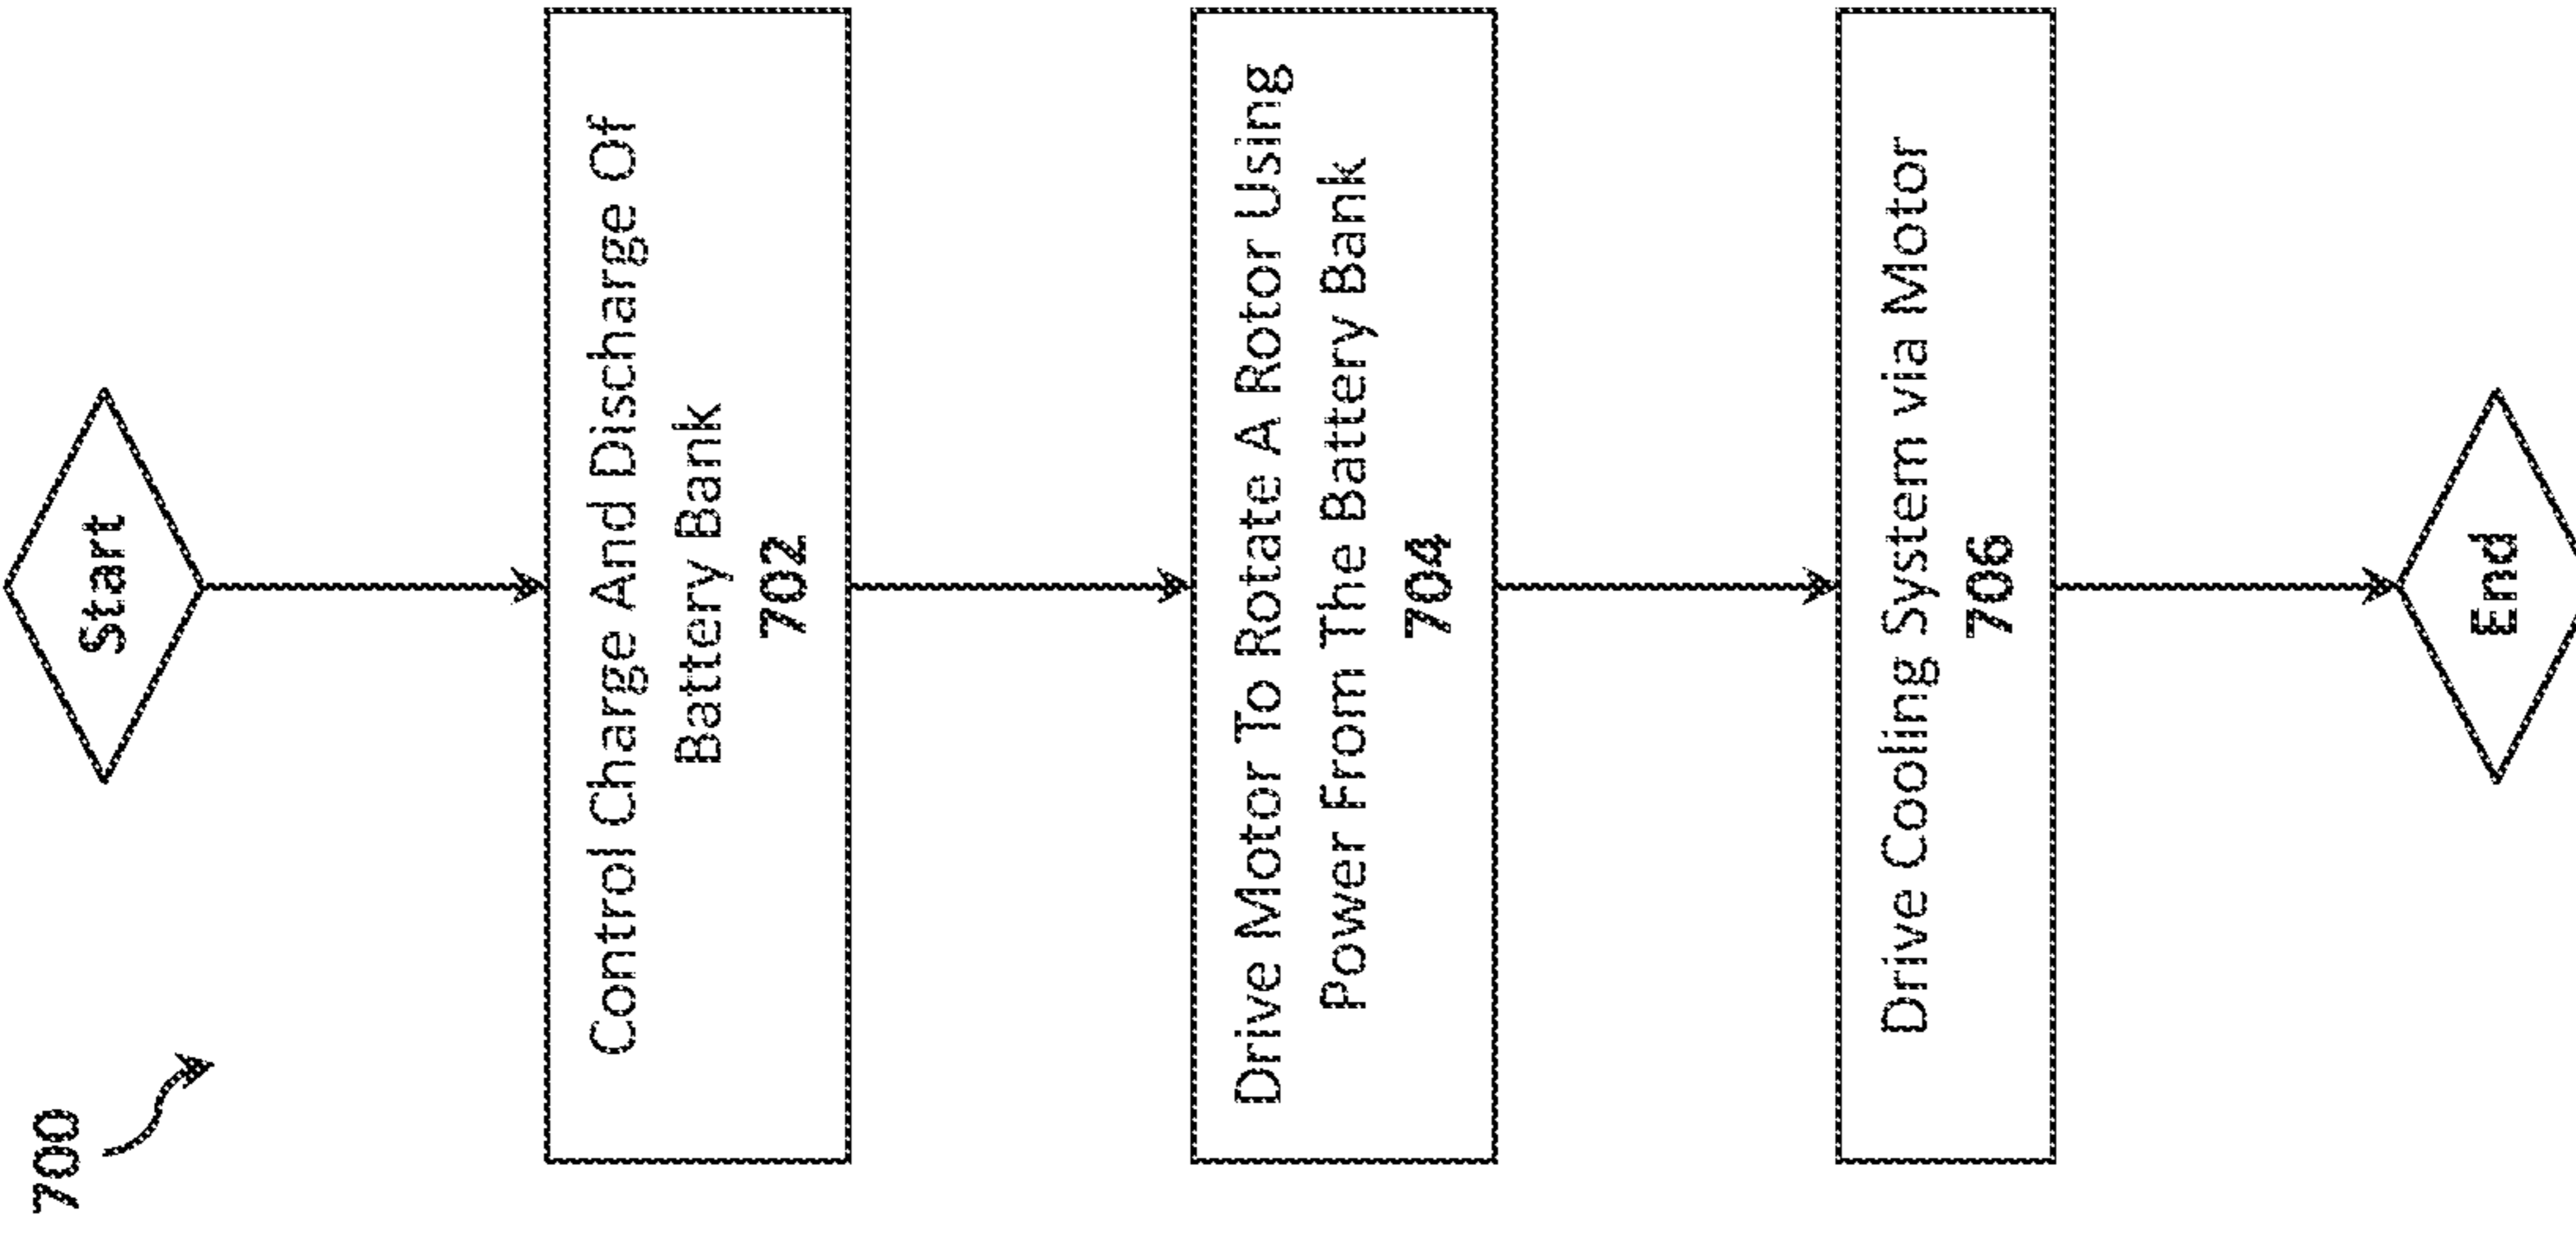 700
Start
Control Charge And Discharge Of
Battery Bank
702
Drive Motor To Rotate A Rotor Using
Power From The Battery Bank
704
Drive Cooling System via Motor
706
End